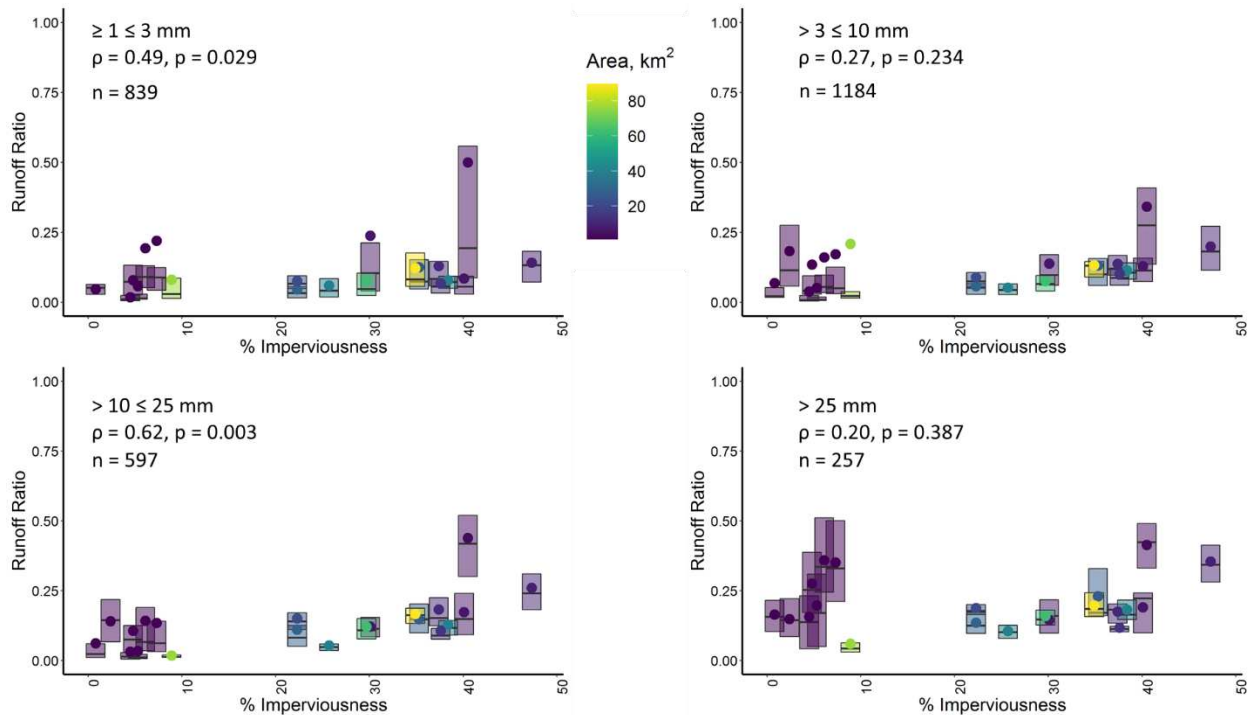 1.00
≥ 1 ≤ 3 mm
ρ = 0.49, p = 0.029
n = 839
0.75
0.50
0.25
0.00
Runoff Ratio
0
10
20
30
40
50
% Imperviousness
Area, km²
80
60
40
20
1.00
> 3 ≤ 10 mm
ρ = 0.27, p = 0.234
n = 1184
0.75
0.50
0.25
0.00
Runoff Ratio
0
10
20
30
40
50
% Imperviousness
1.00
> 10 ≤ 25 mm
ρ = 0.62, p = 0.003
n = 597
0.75
0.50
0.25
0.00
Runoff Ratio
0
10
20
30
40
50
% Imperviousness
1.00
> 25 mm
ρ = 0.20, p = 0.387
n = 257
0.75
0.50
0.25
0.00
Runoff Ratio
0
10
20
30
40
50
% Imperviousness